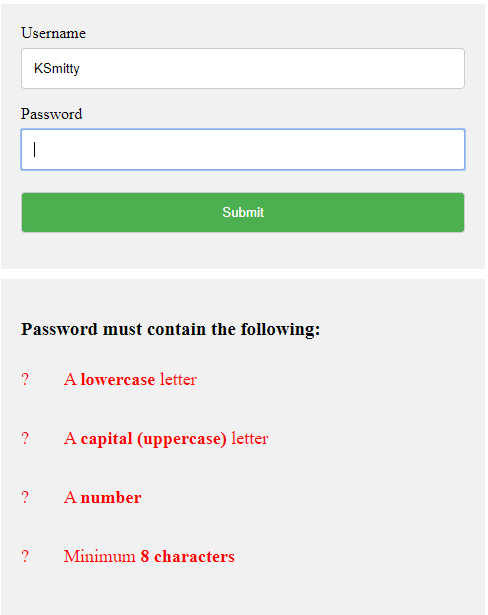 Username
KSmitty
Password
Submit
Password must contain the following:
? A lowercase letter
? A capital (uppercase) letter
? A number
? Minimum 8 characters